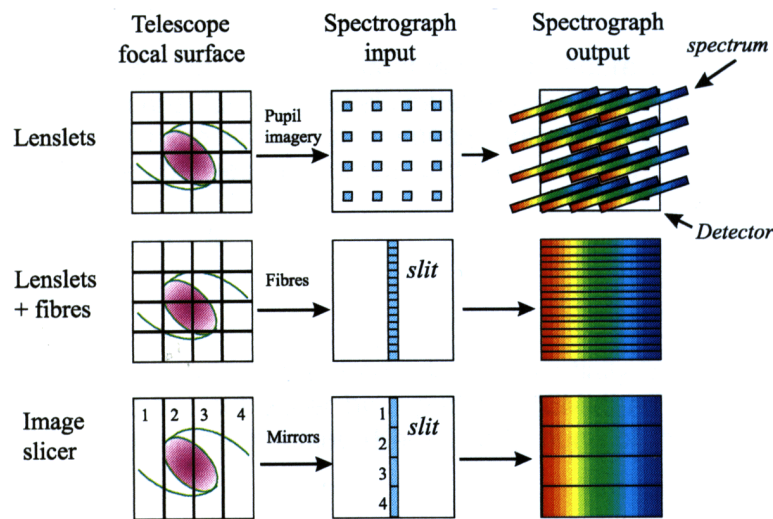 Telescope
focal surface
Spectrograph
input
Spectrograph
output
spectrum
Lenslets
Pupil
imagery
Detector
Lenslets
+ fibres
Fibres
slit
Image
slicer
1 2 3 4
Mirrors
1
2
3
4
slit